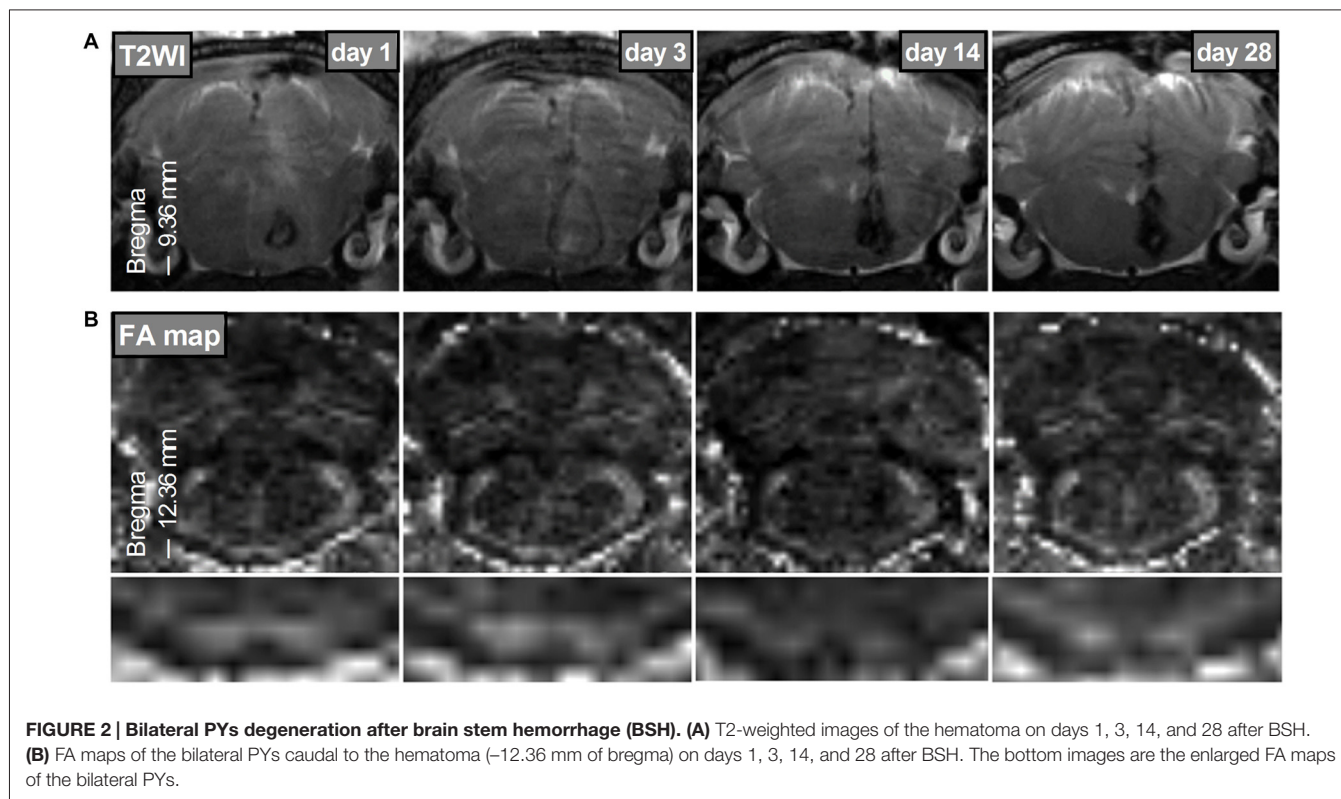 A
T2WI
day 1
day 3
day 14
day 28
Bregma
— 9.36 mm
B
FA map
Bregma
— 12.36 mm
FIGURE 2 | Bilateral PYs degeneration after brain stem hemorrhage (BSH). (A) T2-weighted images of the hematoma on days 1, 3, 14, and 28 after BSH.
(B) FA maps of the bilateral PYs caudal to the hematoma (–12.36 mm of bregma) on days 1, 3, 14, and 28 after BSH. The bottom images are the enlarged FA maps
of the bilateral PYs.